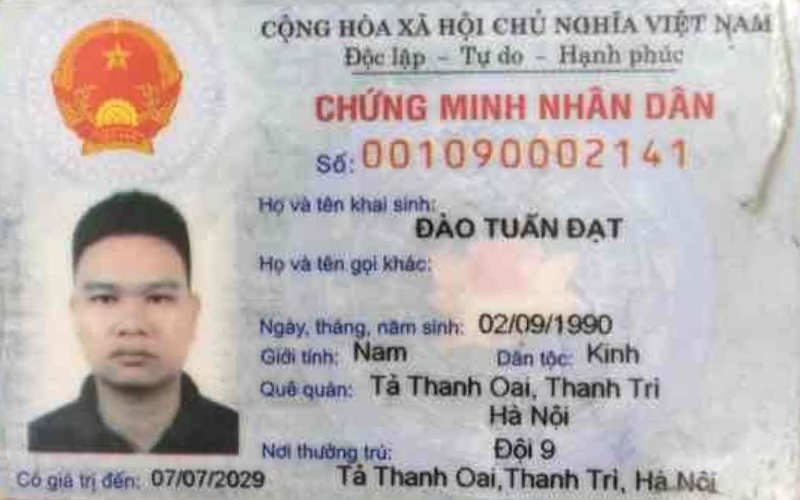 CỘNG HÒA XÃ HỘI CHỦ NGHĨA VIỆT NAM
Độc lập - Tự do - Hạnh phúc
CHỨNG MINH NHÂN DÂN
Số: 001090002141
Họ và tên khai sinh:
ĐÀO TUẤN ĐẠT
Họ và tên gọi khác:
Ngày, tháng, năm sinh: 02/09/1990
Giới tính: Nam Dân tộc: Kinh
Quê quán: Tả Thanh Oai, Thanh Trì
Hà Nội
Nơi thường trú: Đội 9
Có giá trị đến: 07/07/2029 Tả Thanh Oai,Thanh Trì, Hà Nội